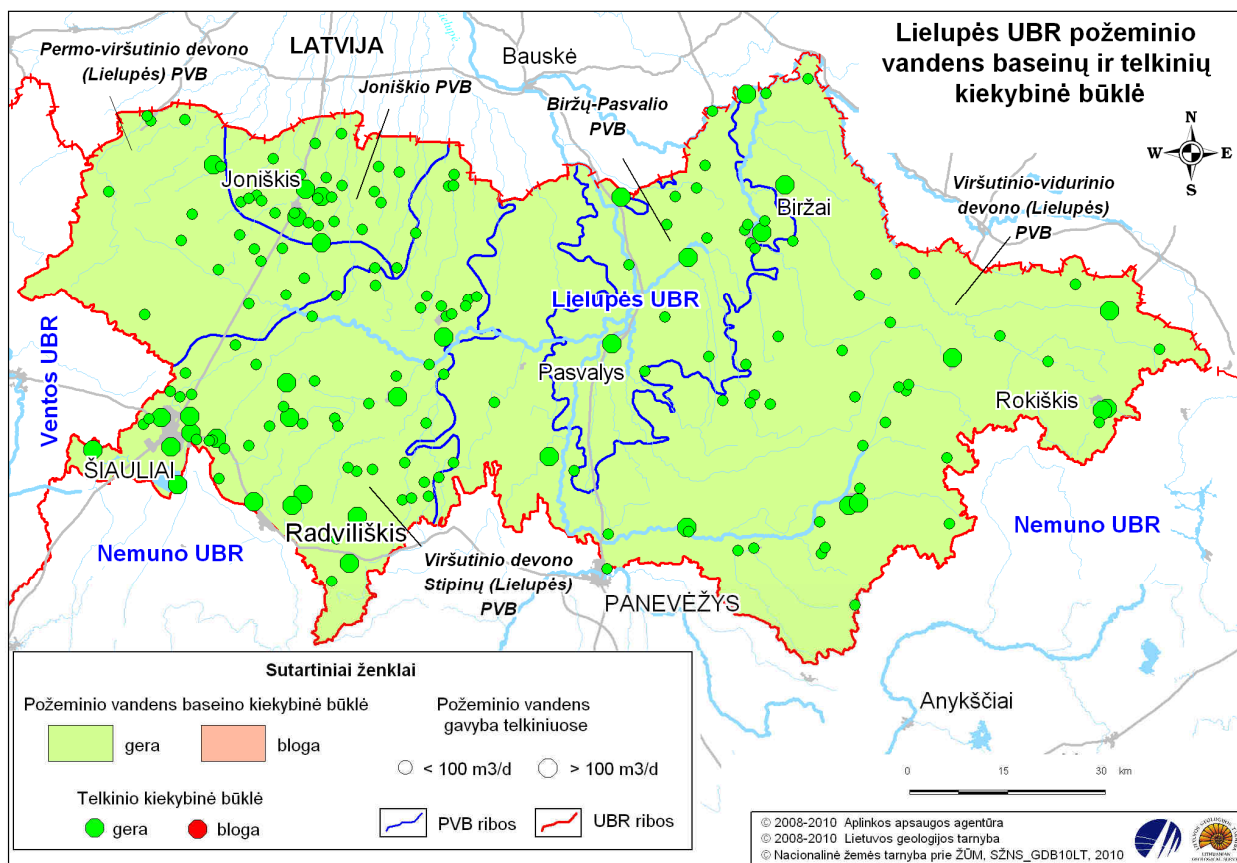 Lielupės UBR požeminio
vandens baseinų ir telkinių
kiekybinė būklė
Permo-viršutinio devono
(Lielupės) PVB
LATVIJA
Lielupė
Bauskė
Joniškio PVB
Biržų-Pasvalio
PVB
N
W E
S
Joniškis
Biržai
Viršutinio-vidurinio
devono (Lielupės)
PVB
Lielupės UBR
Ventos UBR
Pasvalys
Rokiškis
ŠIAULIAI
Radviliškis
Nemuno UBR
Nemuno UBR
Viršutinio devono
Stipinų (Lielupės)
PVB
PANEVĖŽYS
Anykščiai
Sutartiniai ženklai
Požeminio vandens baseino kiekybinė būklė
gera
bloga
Telkinio kiekybinė būklė
gera
bloga
Požeminio vandens
gavyba telkiniuose
< 100 m3/d
> 100 m3/d
PVB ribos
UBR ribos
0 15 30 km
© 2008-2010 Aplinkos apsaugos agentūra
© 2008-2010 Lietuvos geologijos tarnyba
© Nacionalinė žemės tarnyba prie ŽŪM, SŽNS_GDB10LT, 2010